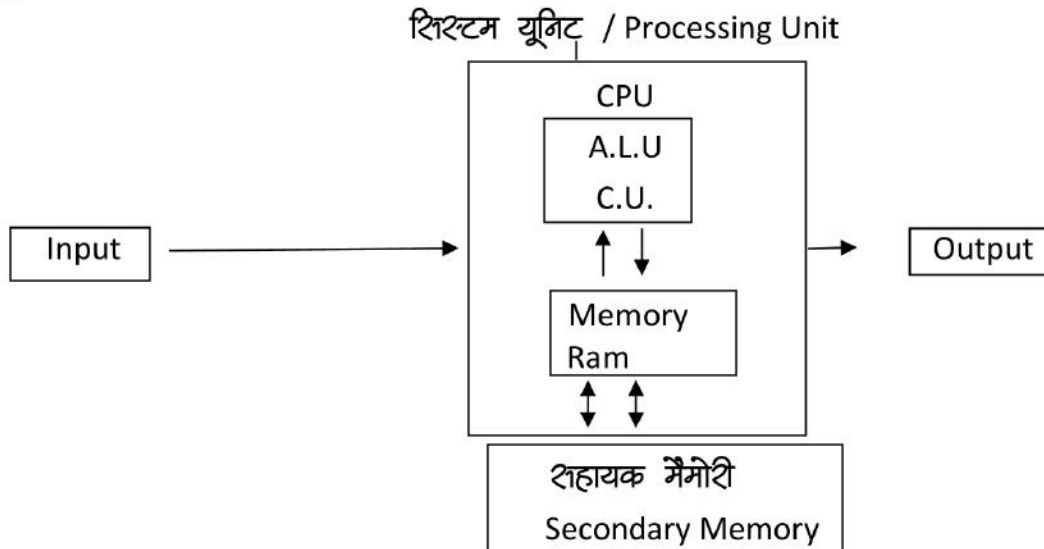 सिस्टम यूनिट / Processing Unit
CPU
A.L.U
C.U.
Input
Output
Memory
Ram
सहायक मैमोरी
Secondary Memory